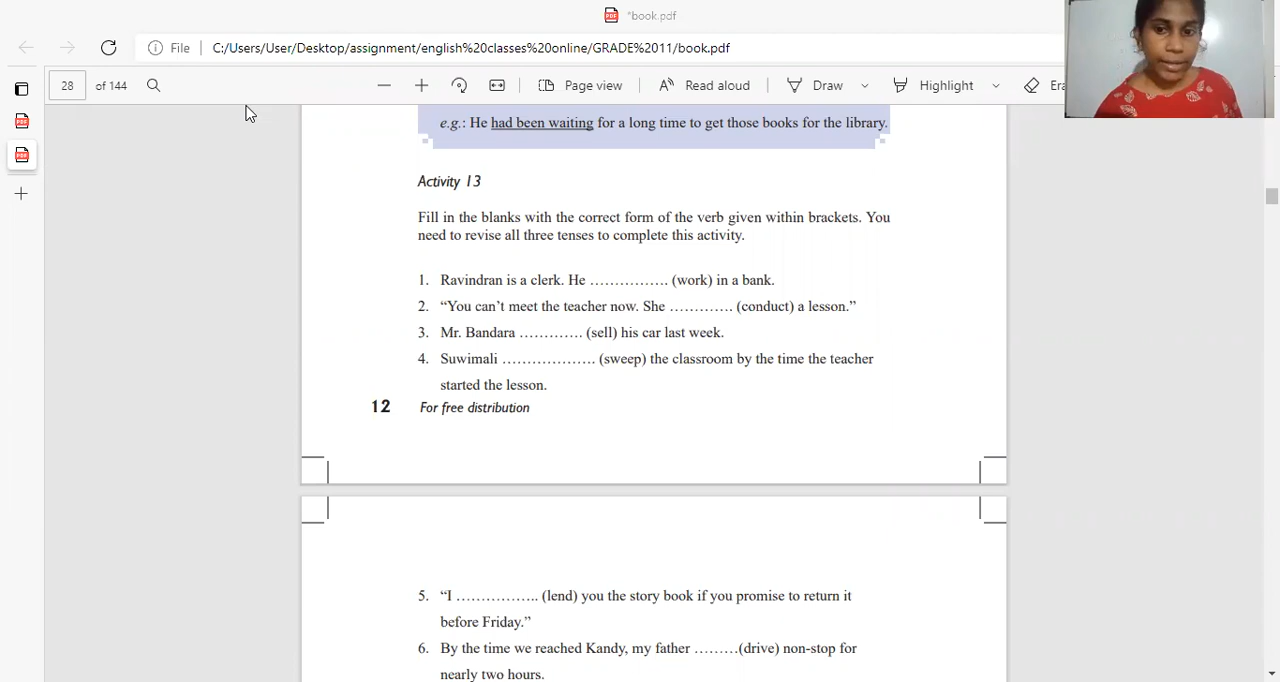 *book.pdf
File C:/Users/User/Desktop/assignment/english%20classes%20online/GRADE%2011/book.pdf
28 of 144 Page view Read aloud Draw Highlight Era
e.g.: He had been waiting for a long time to get those books for the library.
Activity 13
Fill in the blanks with the correct form of the verb given within brackets. You
need to revise all three tenses to complete this activity.
1. Ravindran is a clerk. He ……………. (work) in a bank.
2. “You can’t meet the teacher now. She …………. (conduct) a lesson.”
3. Mr. Bandara …………. (sell) his car last week.
4. Suwimali ………………. (sweep) the classroom by the time the teacher
started the lesson.
12 For free distribution
5. “I …………….. (lend) you the story book if you promise to return it
before Friday.”
6. By the time we reached Kandy, my father ………(drive) non-stop for
nearly two hours.